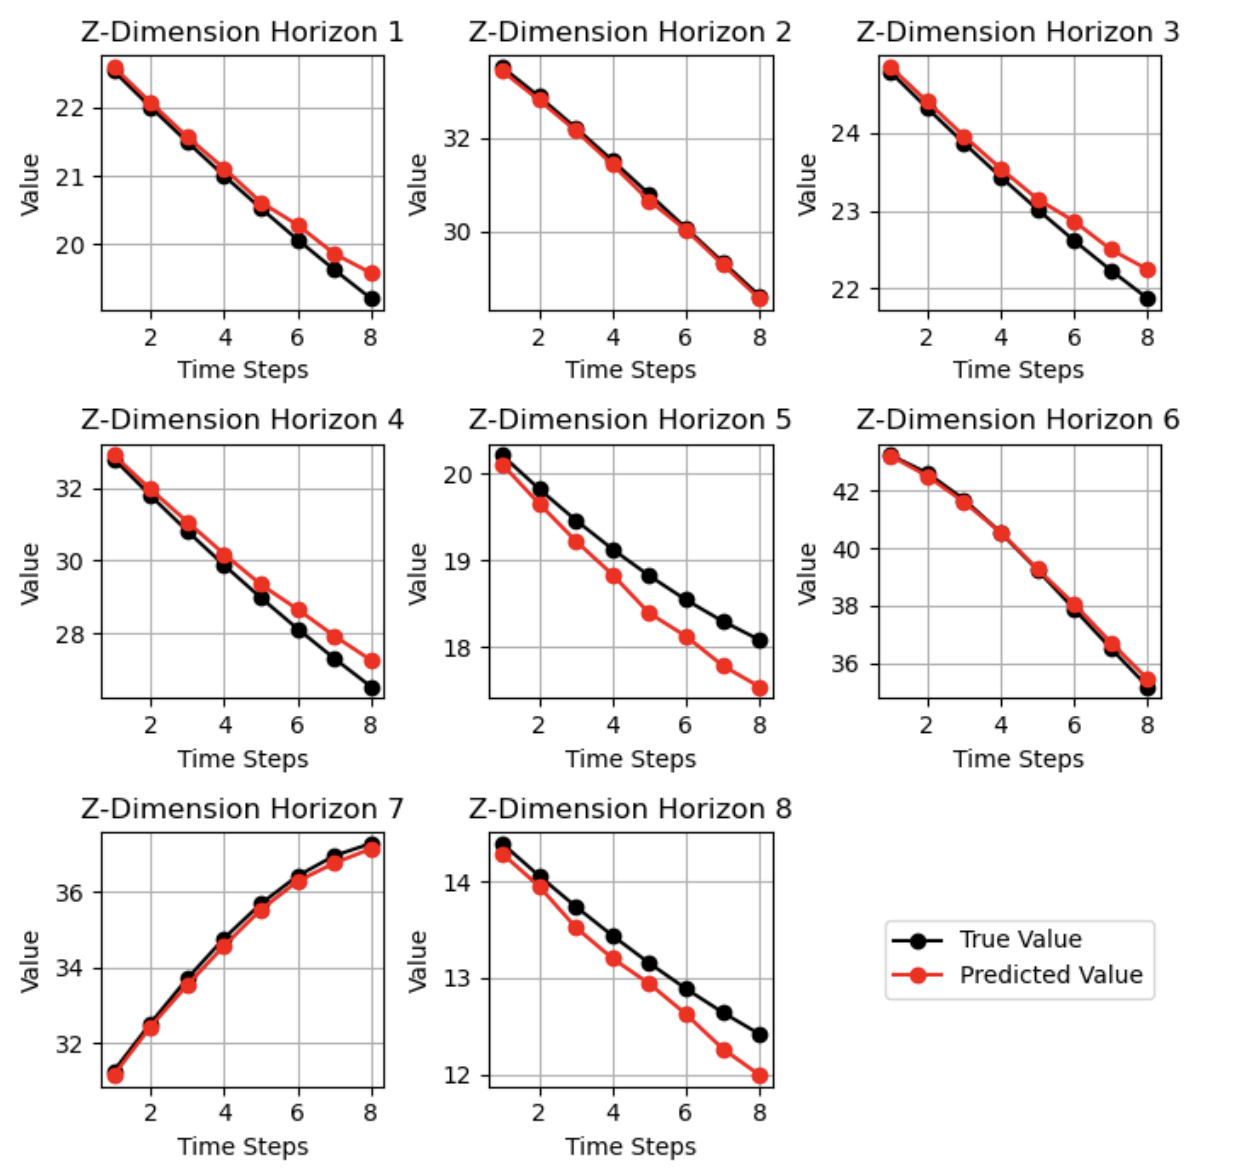 Z-Dimension Horizon 1
Value
22
21
20
2 4 6 8
Time Steps
Z-Dimension Horizon 2
Value
32
30
2 4 6 8
Time Steps
Z-Dimension Horizon 3
Value
24
23
22
2 4 6 8
Time Steps
Z-Dimension Horizon 4
Value
32
30
28
2 4 6 8
Time Steps
Z-Dimension Horizon 5
Value
20
19
18
2 4 6 8
Time Steps
Z-Dimension Horizon 6
Value
42
40
38
36
2 4 6 8
Time Steps
Z-Dimension Horizon 7
Value
36
34
32
2 4 6 8
Time Steps
Z-Dimension Horizon 8
Value
14
13
12
2 4 6 8
Time Steps
True Value
Predicted Value